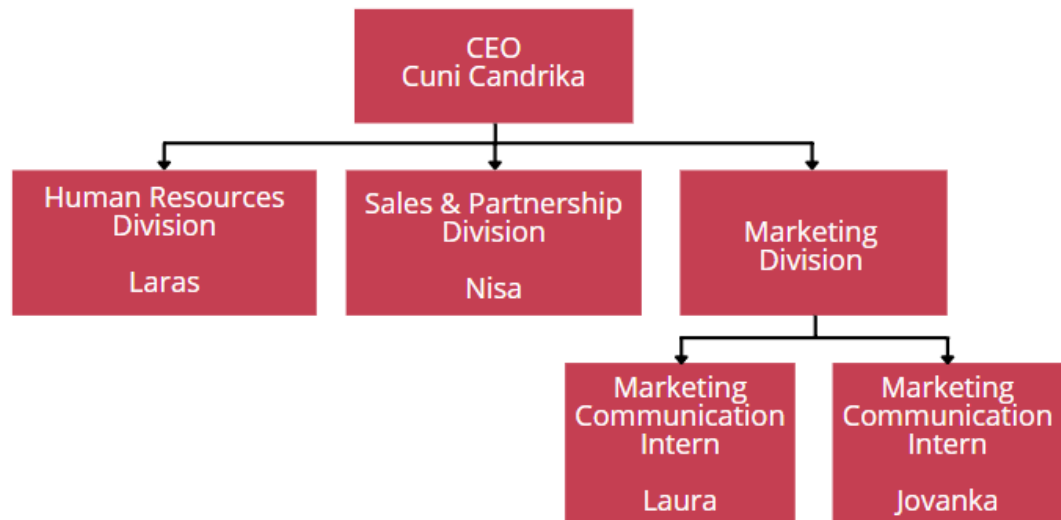 CEO
Cuni Candrika
Human Resources
Division
Laras
Sales & Partnership
Division
Nisa
Marketing
Division
Marketing
Communication
Intern
Laura
Marketing
Communication
Intern
Jovanka